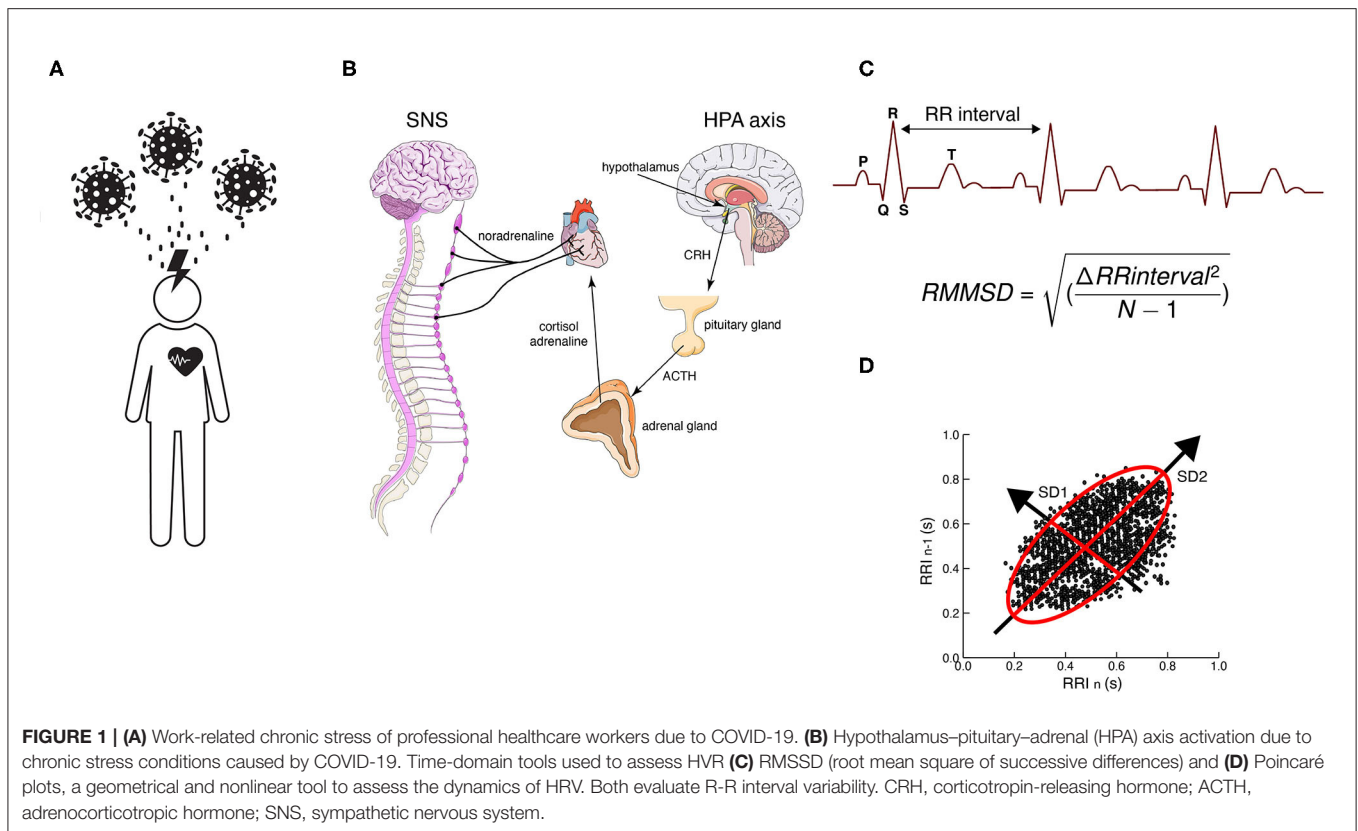 A
B
SNS
HPA axis
hypothalamus
noradrenaline
CRH
cortisol
adrenaline
pituitary gland
ACTH
adrenal gland
C
R
RR interval
P
T
Q
S
RMMSD = √(ΔRRinterval²/N − 1)
D
1.0
0.8
0.6
0.4
0.2
0.0
RRI n-1 (s)
SD1
SD2
0.0 0.2 0.4 0.6 0.8 1.0
RRI n (s)
FIGURE 1 | (A) Work-related chronic stress of professional healthcare workers due to COVID-19. (B) Hypothalamus–pituitary–adrenal (HPA) axis activation due to
chronic stress conditions caused by COVID-19. Time-domain tools used to assess HVR (C) RMSSD (root mean square of successive differences) and (D) Poincaré
plots, a geometrical and nonlinear tool to assess the dynamics of HRV. Both evaluate R-R interval variability. CRH, corticotropin-releasing hormone; ACTH,
adrenocorticotropic hormone; SNS, sympathetic nervous system.